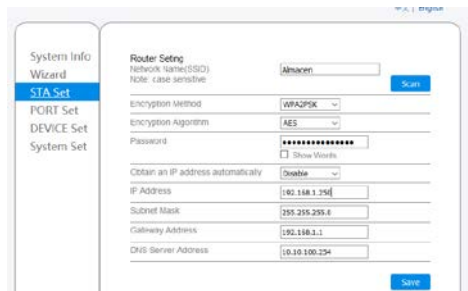 中文 | English
System Info
Wizard
STA Set
PORT Set
DEVICE Set
System Set
Router Seting
Network Name(SSID)
Note: case sensitive
Almacen
Scan
Encryption Method
WPA2PSK
Encryption Algorithm
AES
Password
Show Words
Obtain an IP address automatically
Disable
IP Address
192.168.1.250
Subnet Mask
255.255.255.0
Gateway Address
192.168.1.1
DNS Server Address
10.10.100.254
Save